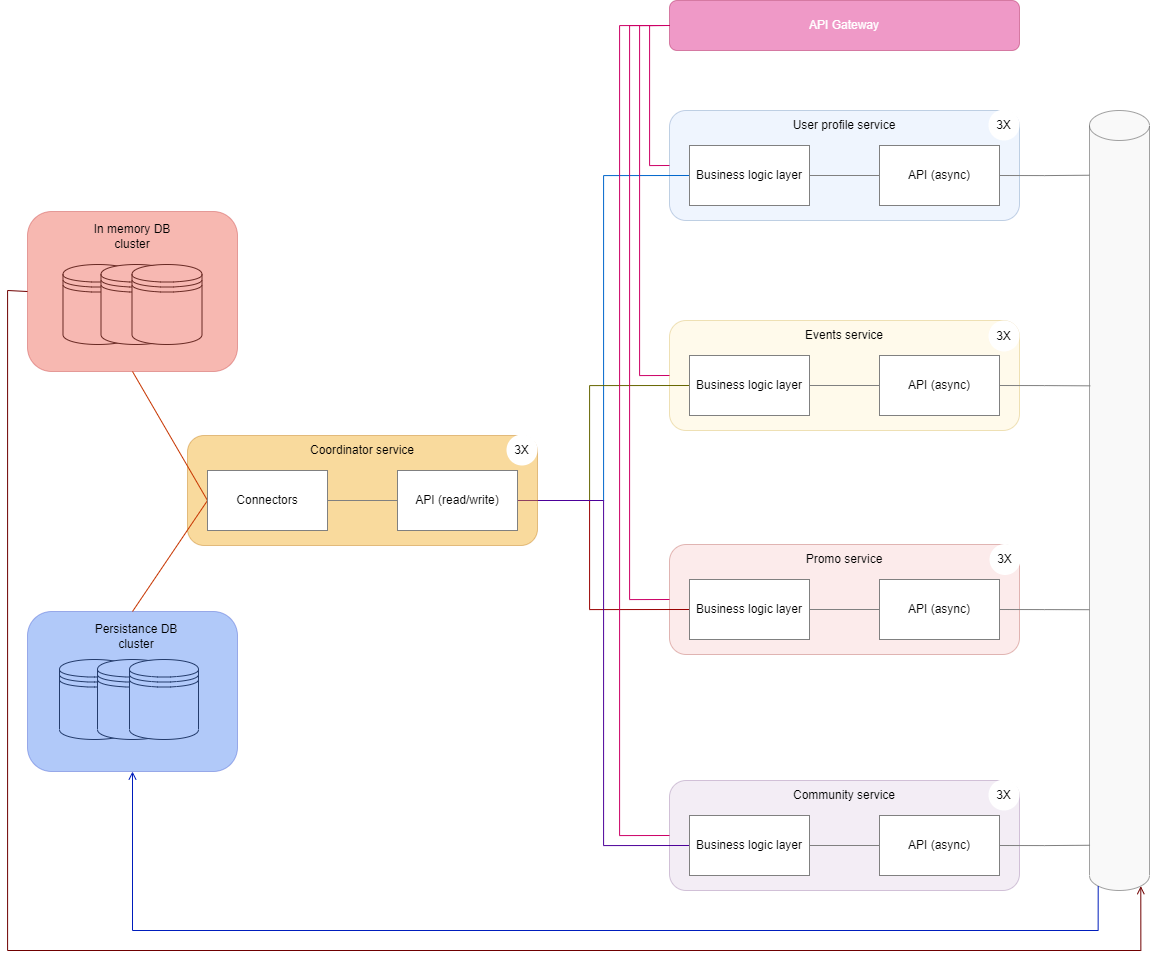 API Gateway
User profile service
3X
Business logic layer
API (async)
In memory DB
cluster
Events service
3X
Business logic layer
API (async)
Coordinator service
3X
Connectors
API (read/write)
Promo service
3X
Business logic layer
API (async)
Persistance DB
cluster
Community service
3X
Business logic layer
API (async)